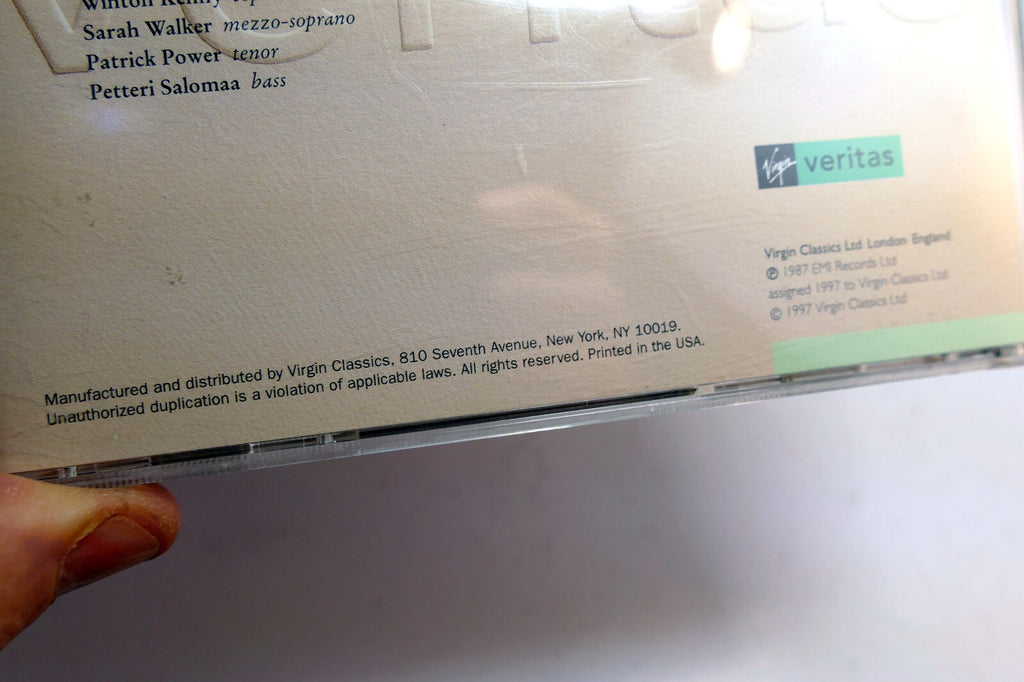 Sarah Walker mezzo-soprano
Patrick Power tenor
Petteri Salomaa bass
Virgin veritas
Virgin Classics Ltd London England
℗ 1987 EMI Records Ltd
assigned 1997 to Virgin Classics Ltd
© 1997 Virgin Classics Ltd
Manufactured and distributed by Virgin Classics, 810 Seventh Avenue, New York, NY 10019.
Unauthorized duplication is a violation of applicable laws. All rights reserved. Printed in the USA.